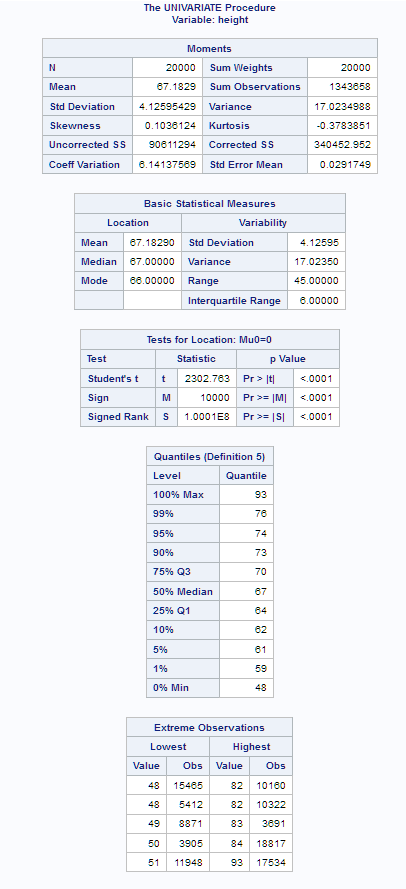 The UNIVARIATE Procedure
Variable: height
Moments
N 20000 Sum Weights 20000
Mean 67.1829 Sum Observations 1343658
Std Deviation 4.12595429 Variance 17.0234988
Skewness 0.1036124 Kurtosis -0.3783851
Uncorrected SS 90611294 Corrected SS 340452.952
Coeff Variation 6.14137569 Std Error Mean 0.0291749
Basic Statistical Measures
Location Variability
Mean 67.18290 Std Deviation 4.12595
Median 67.00000 Variance 17.02350
Mode 66.00000 Range 45.00000
Interquartile Range 6.00000
Tests for Location: Mu0=0
Test Statistic p Value
Student's t t 2302.763 Pr > |t| <.0001
Sign M 10000 Pr >= |M| <.0001
Signed Rank S 1.0001E8 Pr >= |S| <.0001
Quantiles (Definition 5)
Level Quantile
100% Max 93
99% 76
95% 74
90% 73
75% Q3 70
50% Median 67
25% Q1 64
10% 62
5% 61
1% 59
0% Min 48
Extreme Observations
Lowest Highest
Value Obs Value Obs
48 15465 82 10160
48 5412 82 10322
49 8871 83 3691
50 3905 84 18817
51 11948 93 17534